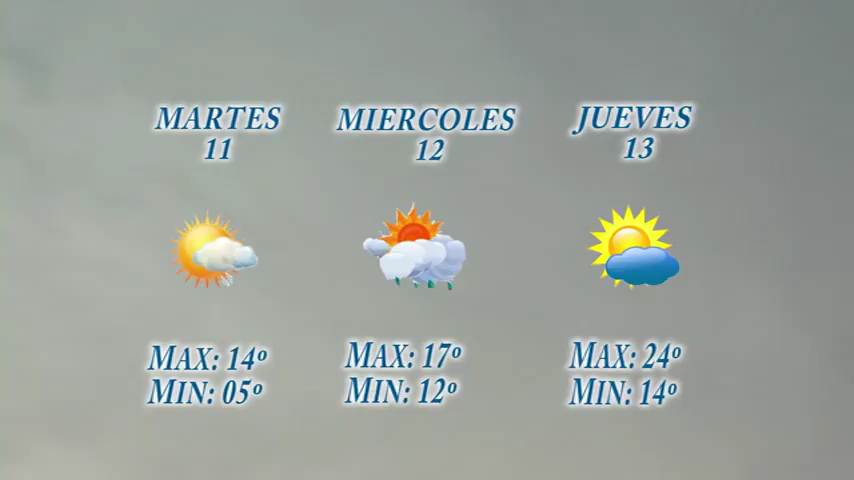 MARTES
11
MIERCOLES
12
JUEVES
13
MAX: 14º
MIN: 05º
MAX: 17º
MIN: 12º
MAX: 24º
MIN: 14º